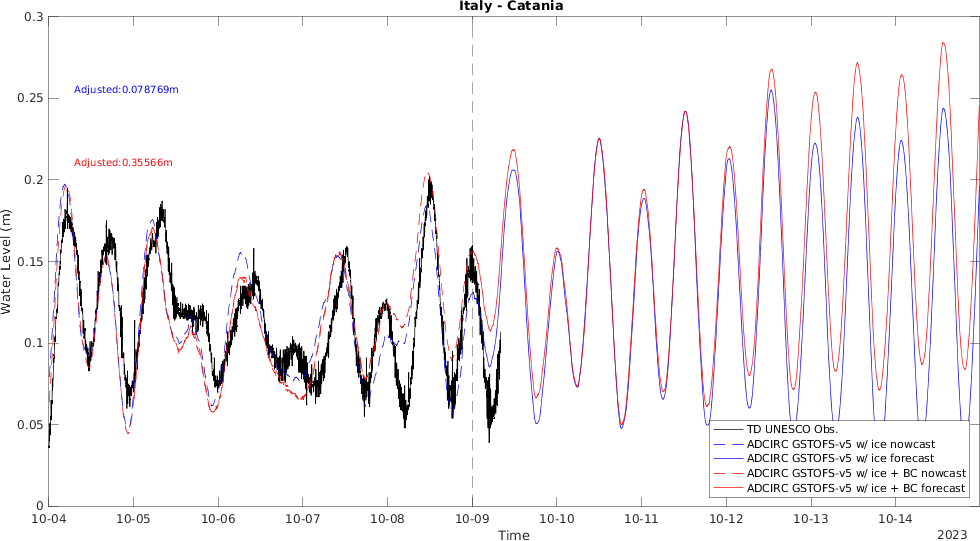 Italy - Catania
0.3
0.25
0.2
0.15
0.1
0.05
0
Water Level (m)
Adjusted:0.078769m
Adjusted:0.35566m
TD UNESCO Obs.
ADCIRC GSTOFS-v5 w/ ice nowcast
ADCIRC GSTOFS-v5 w/ ice forecast
ADCIRC GSTOFS-v5 w/ ice + BC nowcast
ADCIRC GSTOFS-v5 w/ ice + BC forecast
10-04 10-05 10-06 10-07 10-08 10-09 10-10 10-11 10-12 10-13 10-14
Time
2023